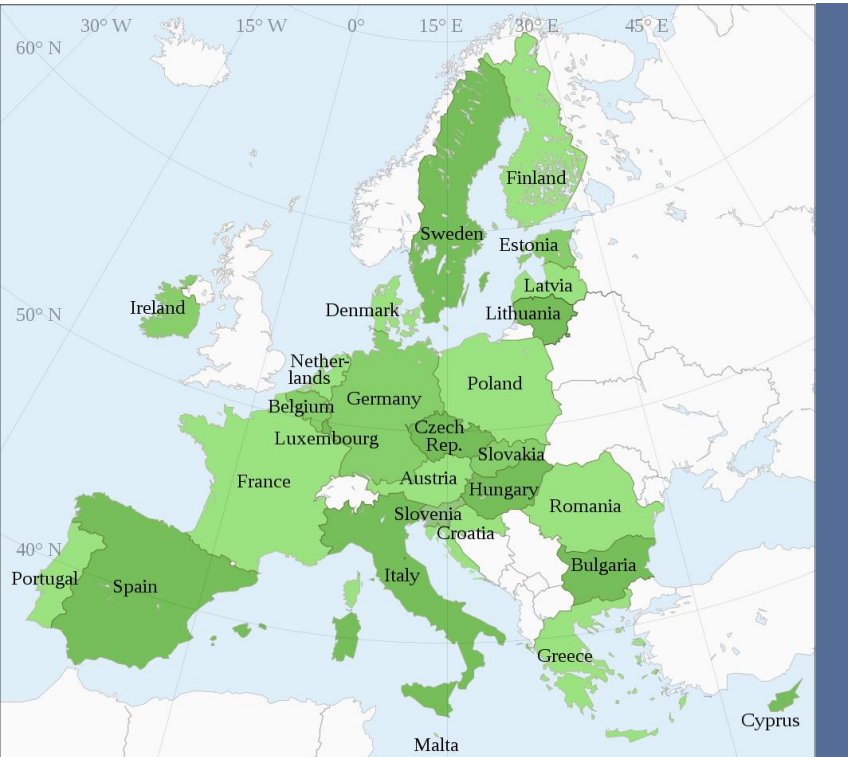 30° W
15° W
0°
15° E
30° E
45° E
60° N
Finland
Sweden
Estonia
Latvia
Ireland
Denmark
Lithuania
50° N
Nether-
lands
Poland
Germany
Belgium
Czech
Rep.
Luxembourg
Slovakia
Austria
France
Hungary
Romania
Slovenia
Croatia
40° N
Bulgaria
Portugal
Spain
Italy
Greece
Cyprus
Malta